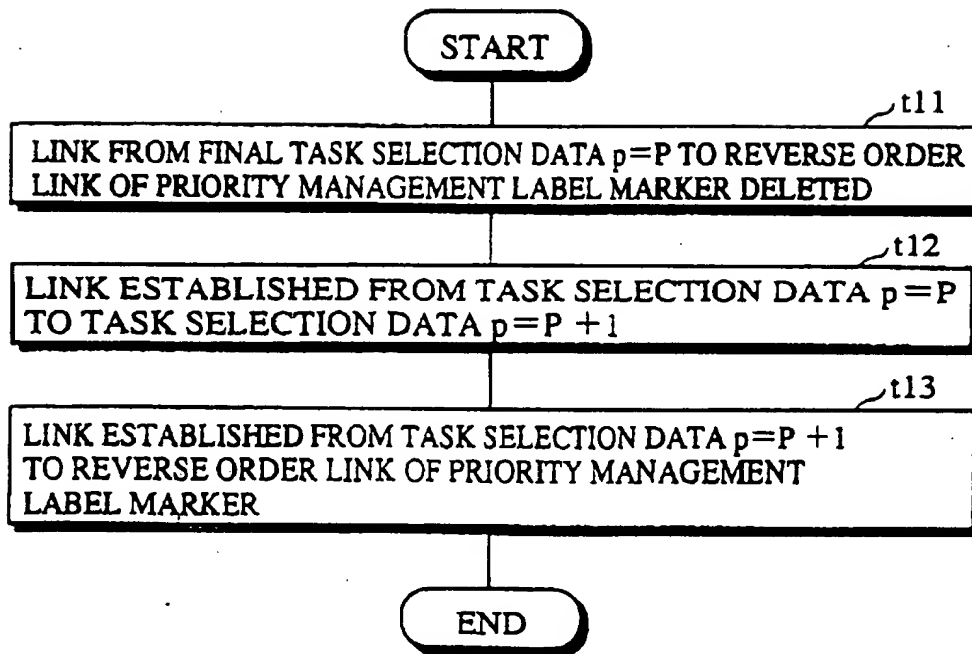 START
t11
LINK FROM FINAL TASK SELECTION DATA p=P TO REVERSE ORDER
LINK OF PRIORITY MANAGEMENT LABEL MARKER DELETED
t12
LINK ESTABLISHED FROM TASK SELECTION DATA p=P
TO TASK SELECTION DATA p=P +1
t13
LINK ESTABLISHED FROM TASK SELECTION DATA p=P +1
TO REVERSE ORDER LINK OF PRIORITY MANAGEMENT
LABEL MARKER
END